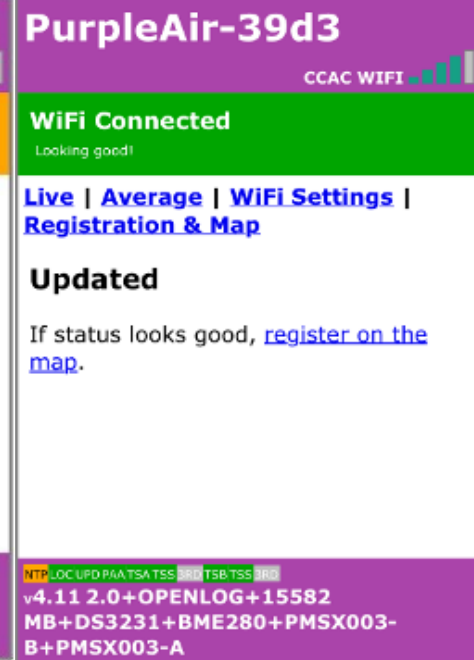 PurpleAir-39d3
CCAC WIFI
WiFi Connected
Looking good!
Live | Average | WiFi Settings |
Registration & Map
Updated
If status looks good, register on the
map.
NTP LOC UPD PAA TSA TSS 3RD TSB TSS 3RD
v4.11 2.0+OPENLOG+15582
MB+DS3231+BME280+PMSX003-
B+PMSX003-A